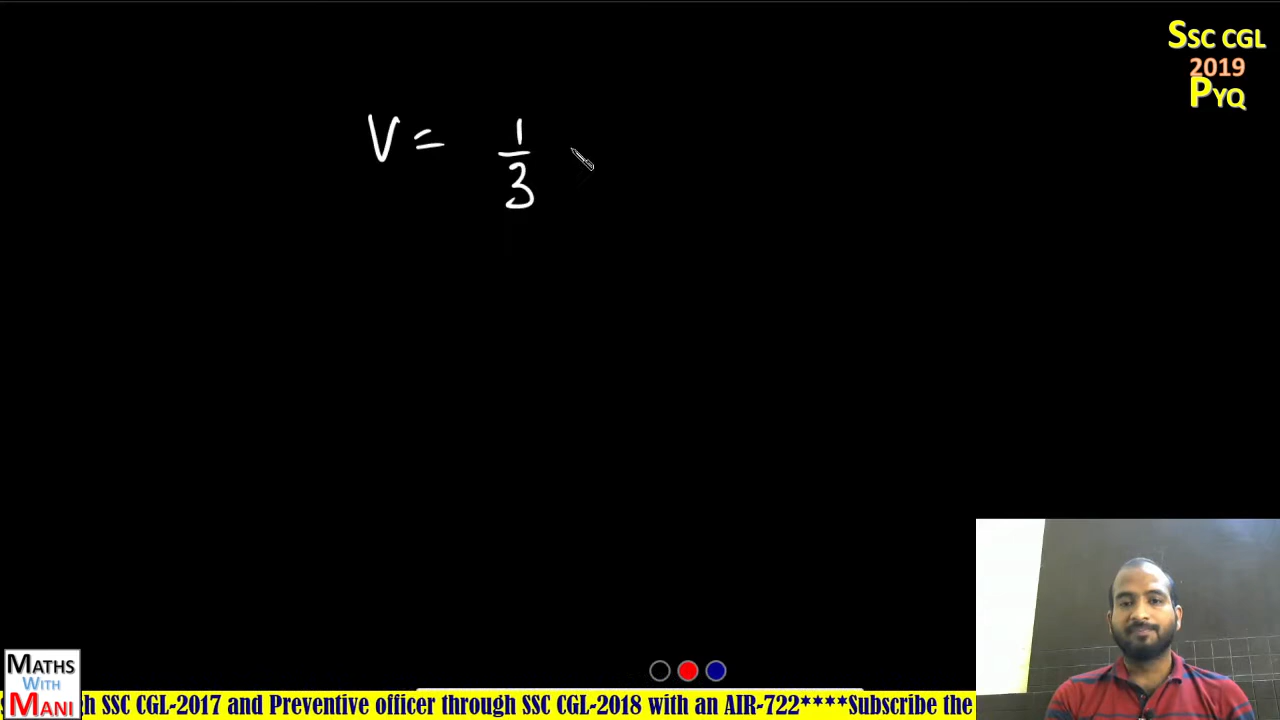 SSC CGL
2019
PYQ
V = 1/3
MATHS
WITH
MANI
h SSC CGL-2017 and Preventive officer through SSC CGL-2018 with an AIR-722****Subscribe the